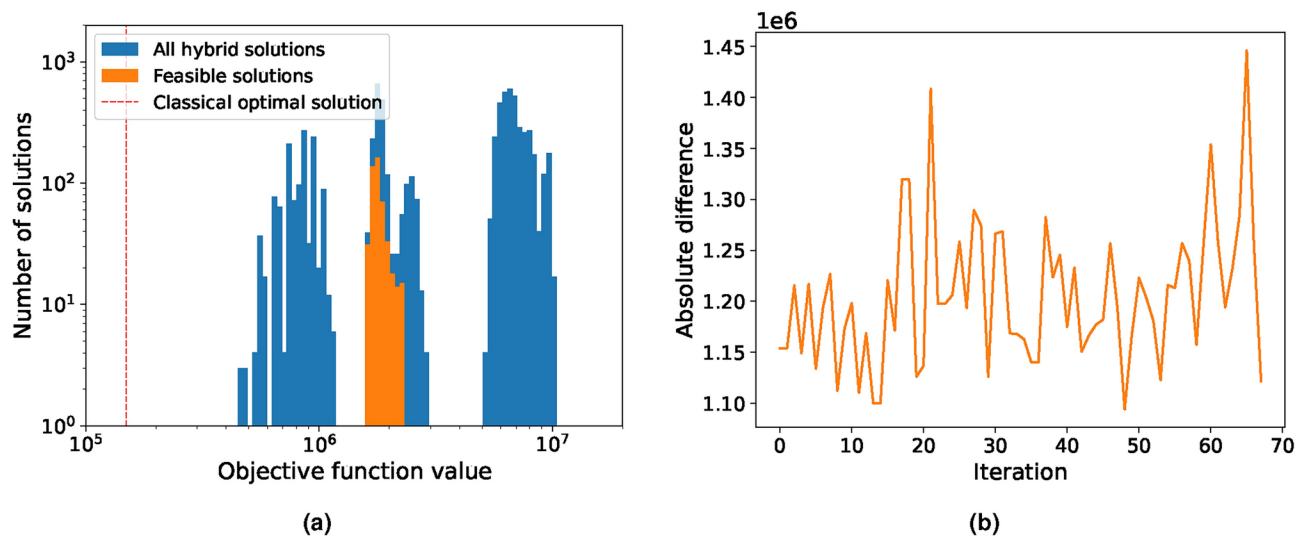 All hybrid solutions
Feasible solutions
Classical optimal solution
Number of solutions
10³
10²
10¹
10⁰
10⁵
10⁶
10⁷
Objective function value
(a)
1e6
1.45
1.40
1.35
1.30
1.25
1.20
1.15
1.10
Absolute difference
0
10
20
30
40
50
60
70
Iteration
(b)